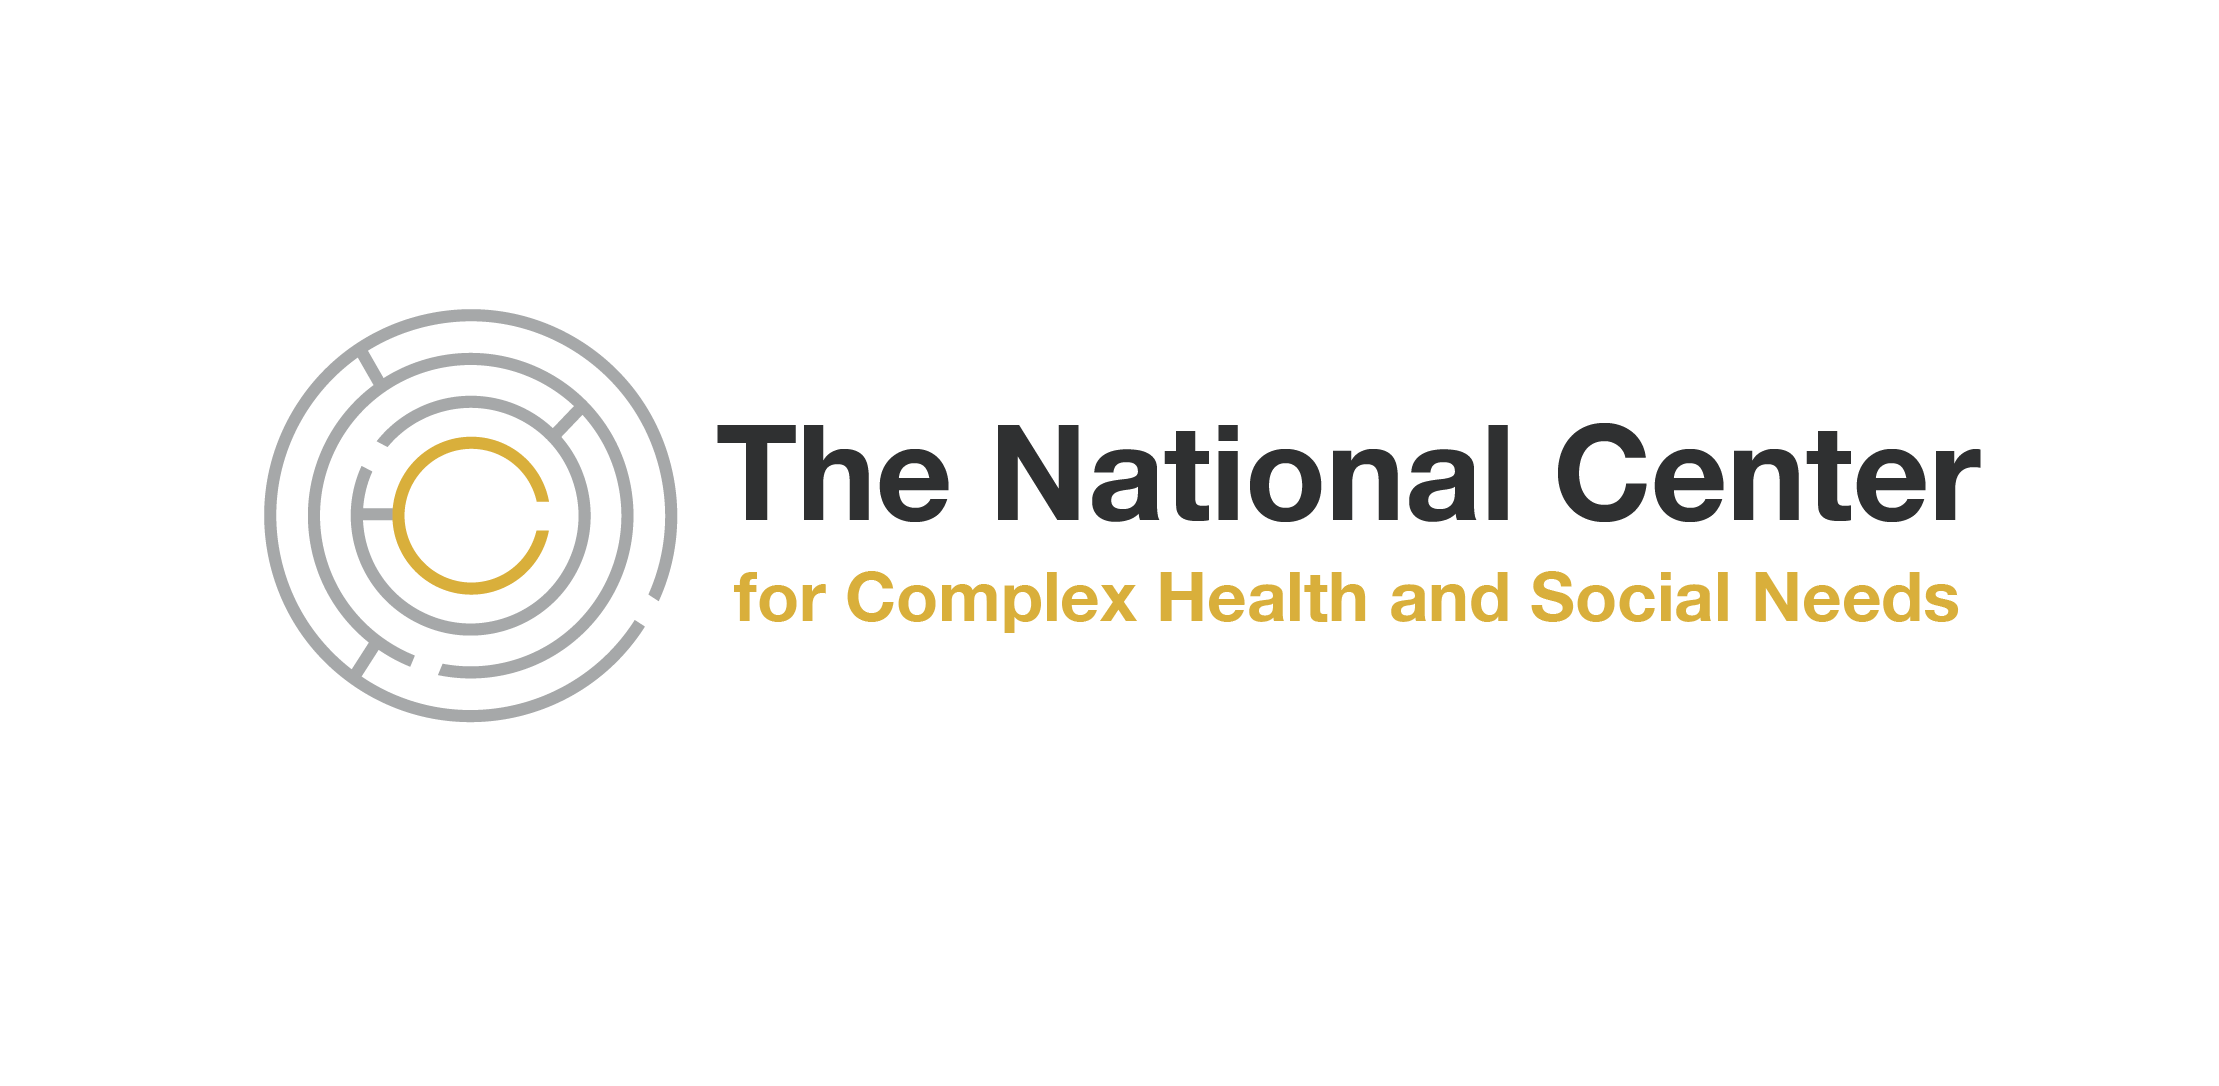 The National Center
for Complex Health and Social Needs